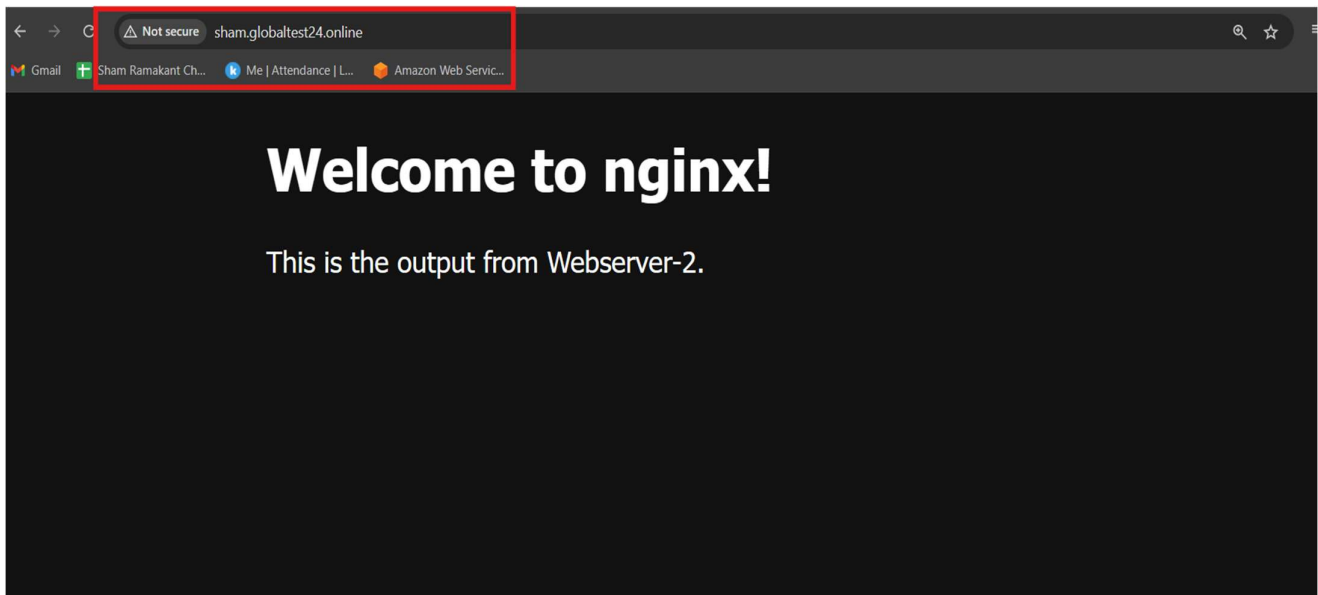 Not secure sham.globaltest24.online
Gmail Sham Ramakant Ch... Me | Attendance | L... Amazon Web Servic...
Welcome to nginx!
This is the output from Webserver-2.